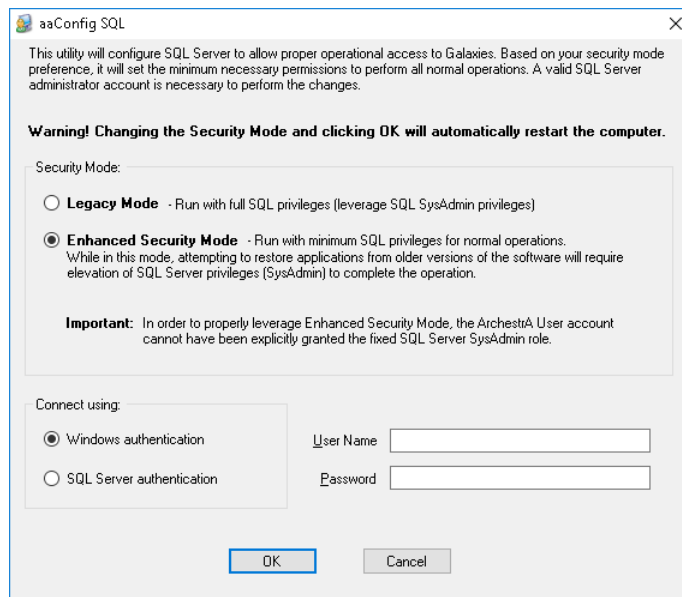 aaConfig SQL
This utility will configure SQL Server to allow proper operational access to Galaxies. Based on your security mode
preference, it will set the minimum necessary permissions to perform all normal operations. A valid SQL Server
administrator account is necessary to perform the changes.
Warning! Changing the Security Mode and clicking OK will automatically restart the computer.
Security Mode:
Legacy Mode - Run with full SQL privileges (leverage SQL SysAdmin privileges)
Enhanced Security Mode - Run with minimum SQL privileges for normal operations.
While in this mode, attempting to restore applications from older versions of the software will require
elevation of SQL Server privileges (SysAdmin) to complete the operation.
Important: In order to properly leverage Enhanced Security Mode, the ArchestrA User account
cannot have been explicitly granted the fixed SQL Server SysAdmin role.
Connect using:
Windows authentication
User Name
SQL Server authentication
Password
OK
Cancel